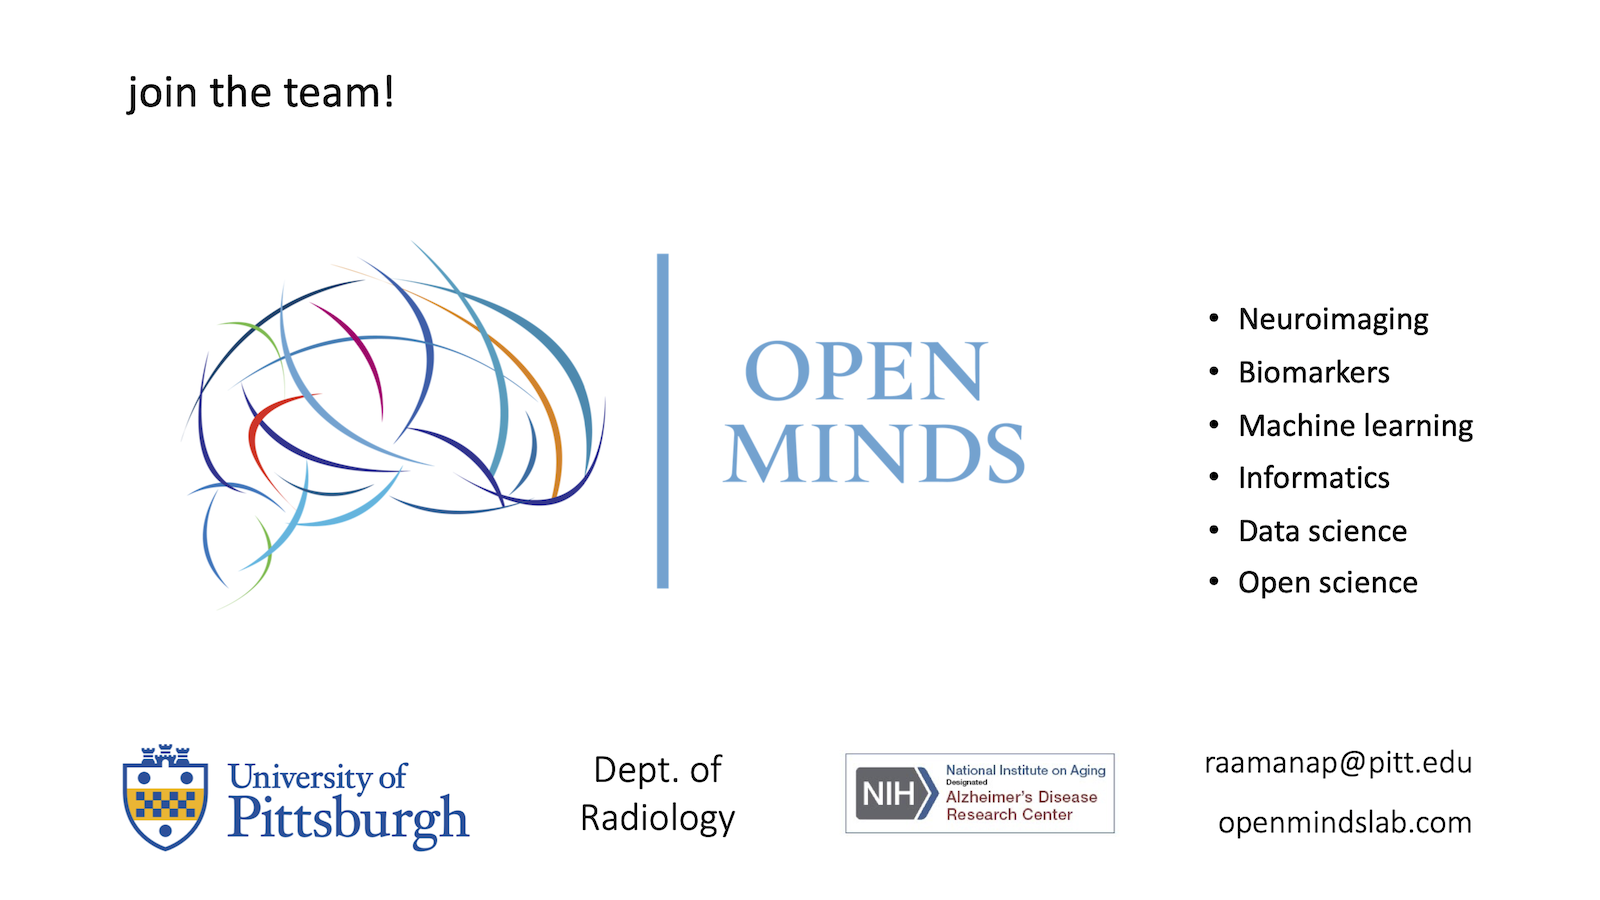 join the team!
OPEN
MINDS
• Neuroimaging
• Biomarkers
• Machine learning
• Informatics
• Data science
• Open science
University of
Pittsburgh
Dept. of
Radiology
NIH
National Institute on Aging
Designated
Alzheimer's Disease
Research Center
raamanap@pitt.edu
openmindslab.com